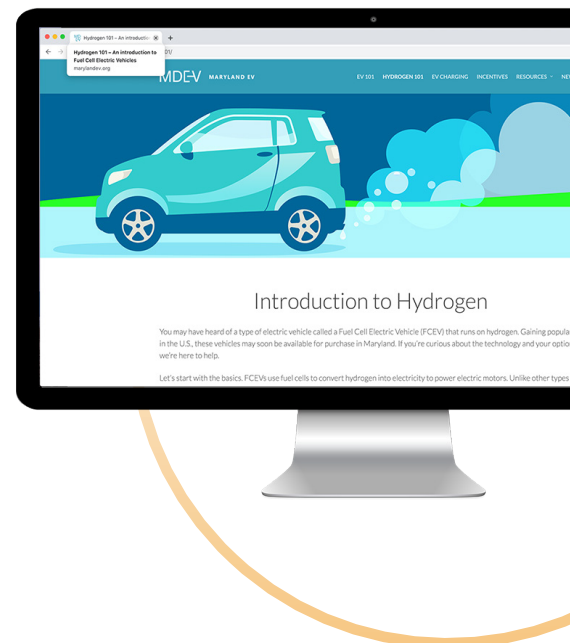 Hydrogen 101 – An introduction
Hydrogen 101 – An introduction to
Fuel Cell Electric Vehicles
marylandev.org
01/
MDEV MARYLAND EV
EV 101 HYDROGEN 101 EV CHARGING INCENTIVES RESOURCES NE
Introduction to Hydrogen
You may have heard of a type of electric vehicle called a Fuel Cell Electric Vehicle (FCEV) that runs on hydrogen. Gaining popula
in the U.S., these vehicles may soon be available for purchase in Maryland. If you're curious about the technology and your optio
we're here to help.
Let's start with the basics. FCEVs use fuel cells to convert hydrogen into electricity to power electric motors. Unlike other types